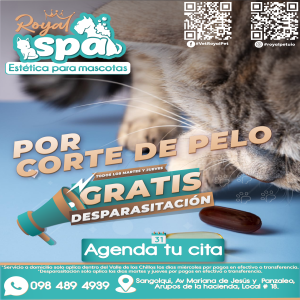 Royal
spa
Estética para mascotas
#VetRoyalPet
#royalpetuio
POR
CORTE DE PELO
TODOS LOS MARTES Y JUEVES
GRATIS
DESPARASITACIÓN
31
Agenda tu cita
Servicio a domicilio solo aplica dentro del Valle de los Chillos los días miercoles por pagos en efectivo o transferencia.
Desparasitación solo aplica los días martes y jueves por pagos en efectivo o transferencia.
098 489 4939
Sangolquí, Av Mariana de Jesús y Panzaleo,
Arupos de la hacienda, Local # 18.